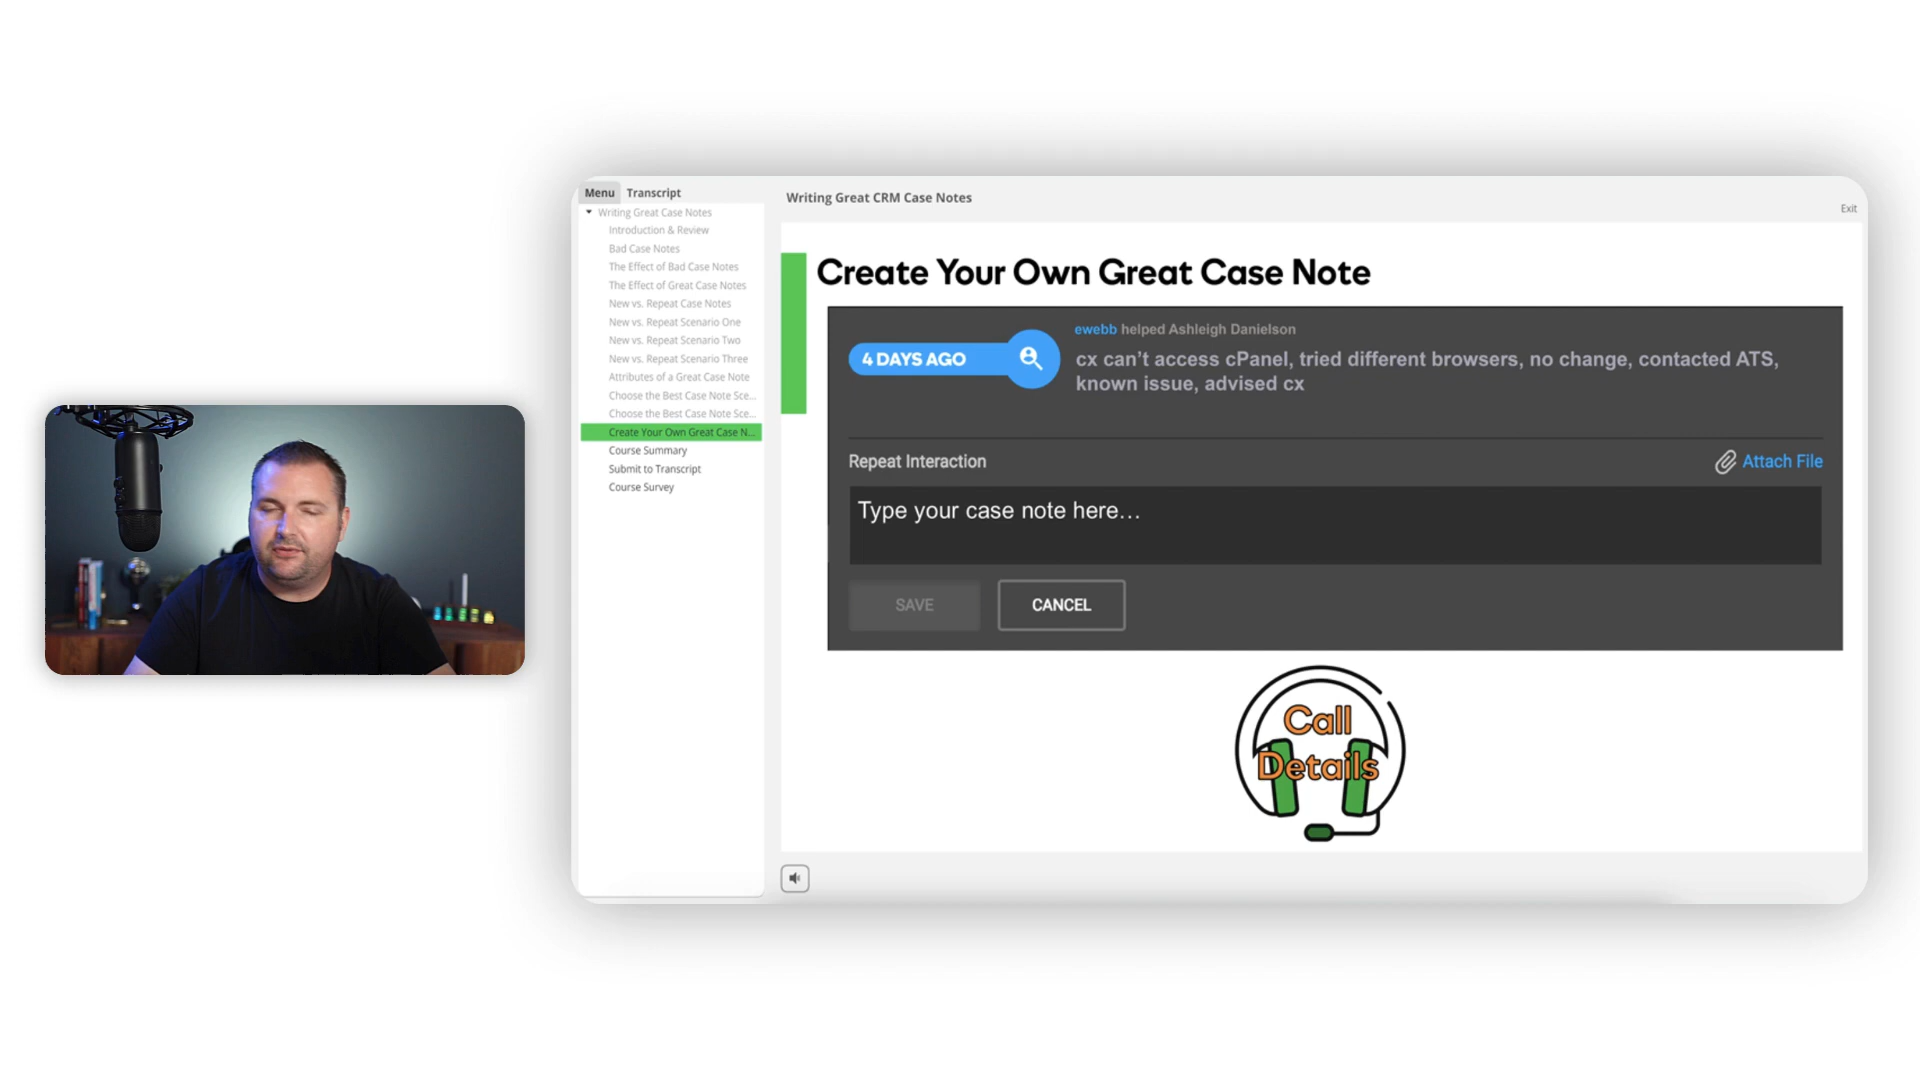 Menu
Transcript
Writing Great Case Notes
Introduction & Review
Bad Case Notes
The Effect of Bad Case Notes
The Effect of Great Case Notes
New vs. Repeat Case Notes
New vs. Repeat Scenario One
New vs. Repeat Scenario Two
New vs. Repeat Scenario Three
Attributes of a Great Case Note
Choose the Best Case Note Sce...
Choose the Best Case Note Sce...
Create Your Own Great Case N...
Course Summary
Submit to Transcript
Course Survey
Writing Great CRM Case Notes
Exit
Create Your Own Great Case Note
4 DAYS AGO
ewebb helped Ashleigh Danielson
cx can’t access cPanel, tried different browsers, no change, contacted ATS,
known issue, advised cx
Repeat Interaction
Attach File
Type your case note here…
SAVE
CANCEL
Call
Details